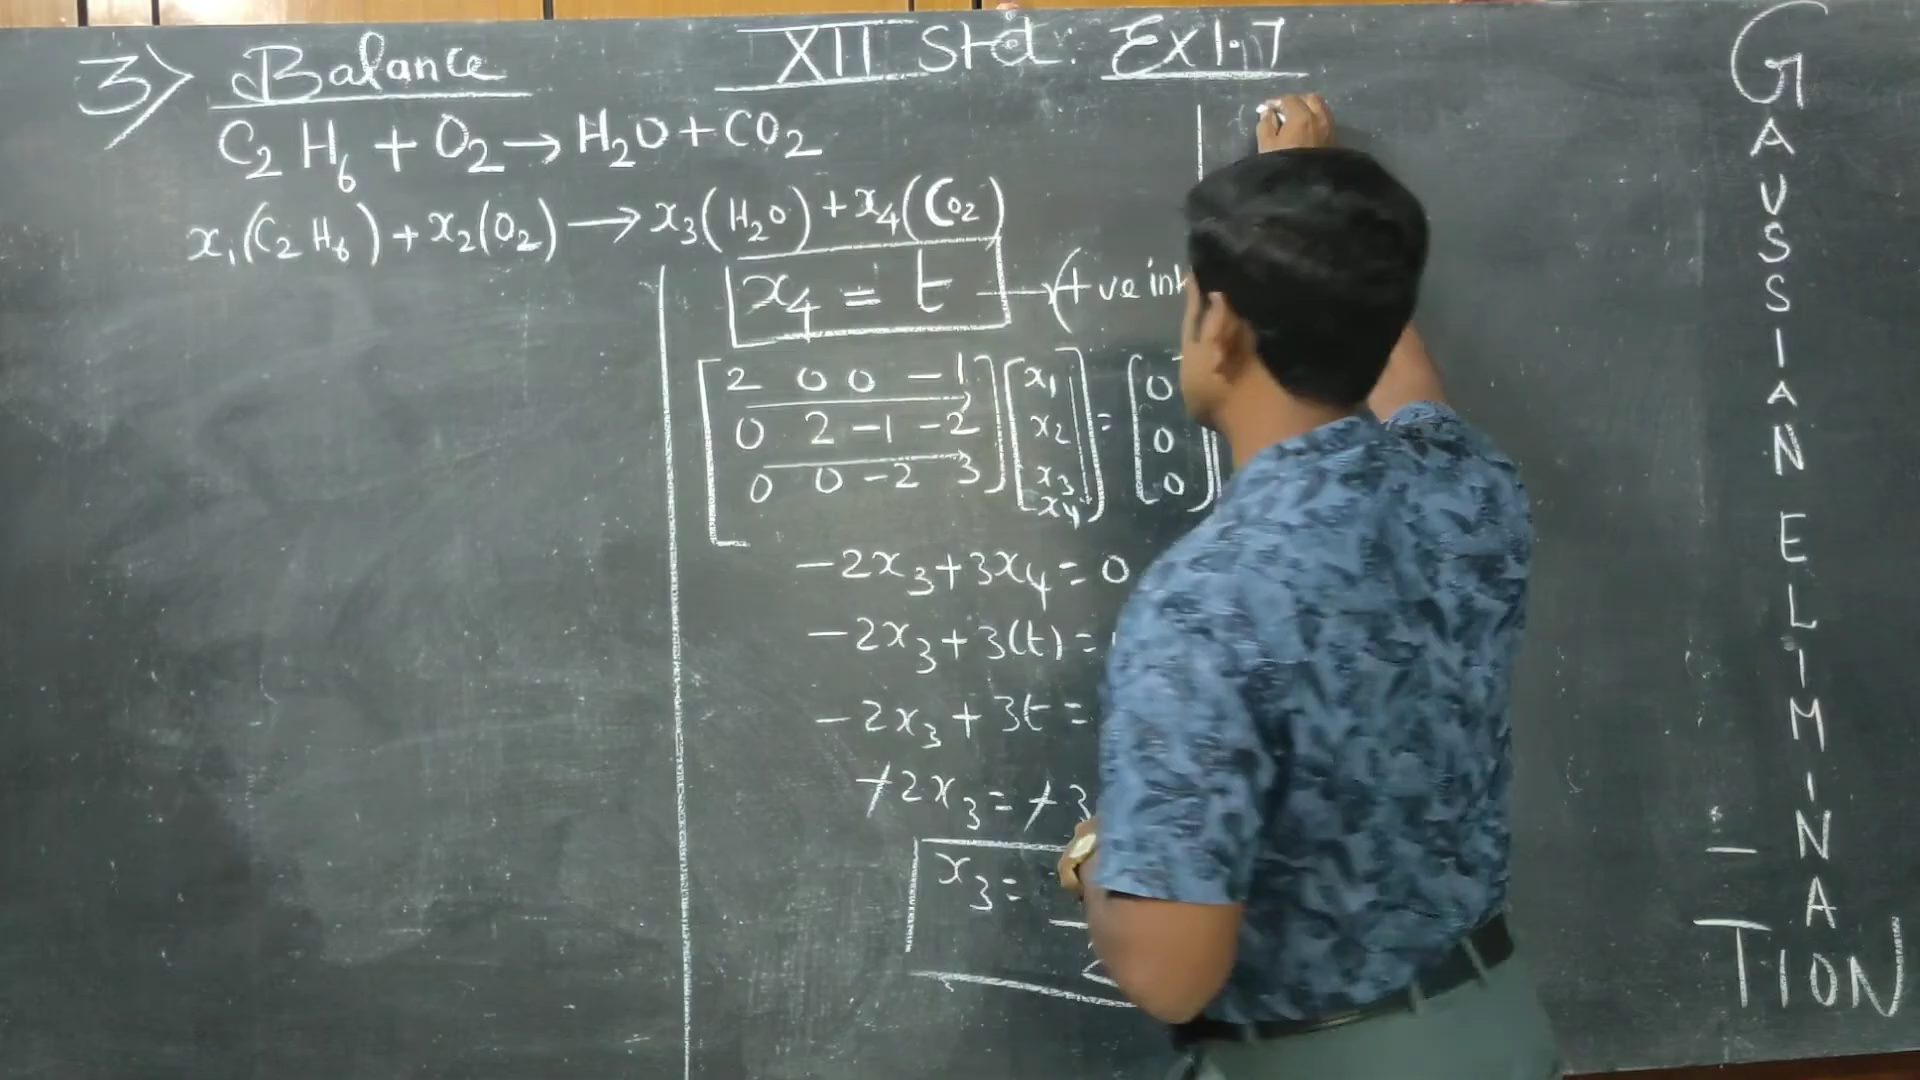 3) Balance
XII Std: Ex 1.7
C₂H₆ + O₂ → H₂O + CO₂
x₁(C₂H₆) + x₂(O₂) → x₃(H₂O) + x₄(CO₂)
x₄ = t → (+ve
[2 0 0 -1] [x₁] = [0
[0 2 -1 -2] [x₂] [0]
[0 0 -2 3] [x₃] [0]
x₄
-2x₃ + 3x₄ = 0
-2x₃ + 3(t) =
-2x₃ + 3t =
-2x₃ = -3
x₃ =
GAUSSIAN
ELIMINA
TION